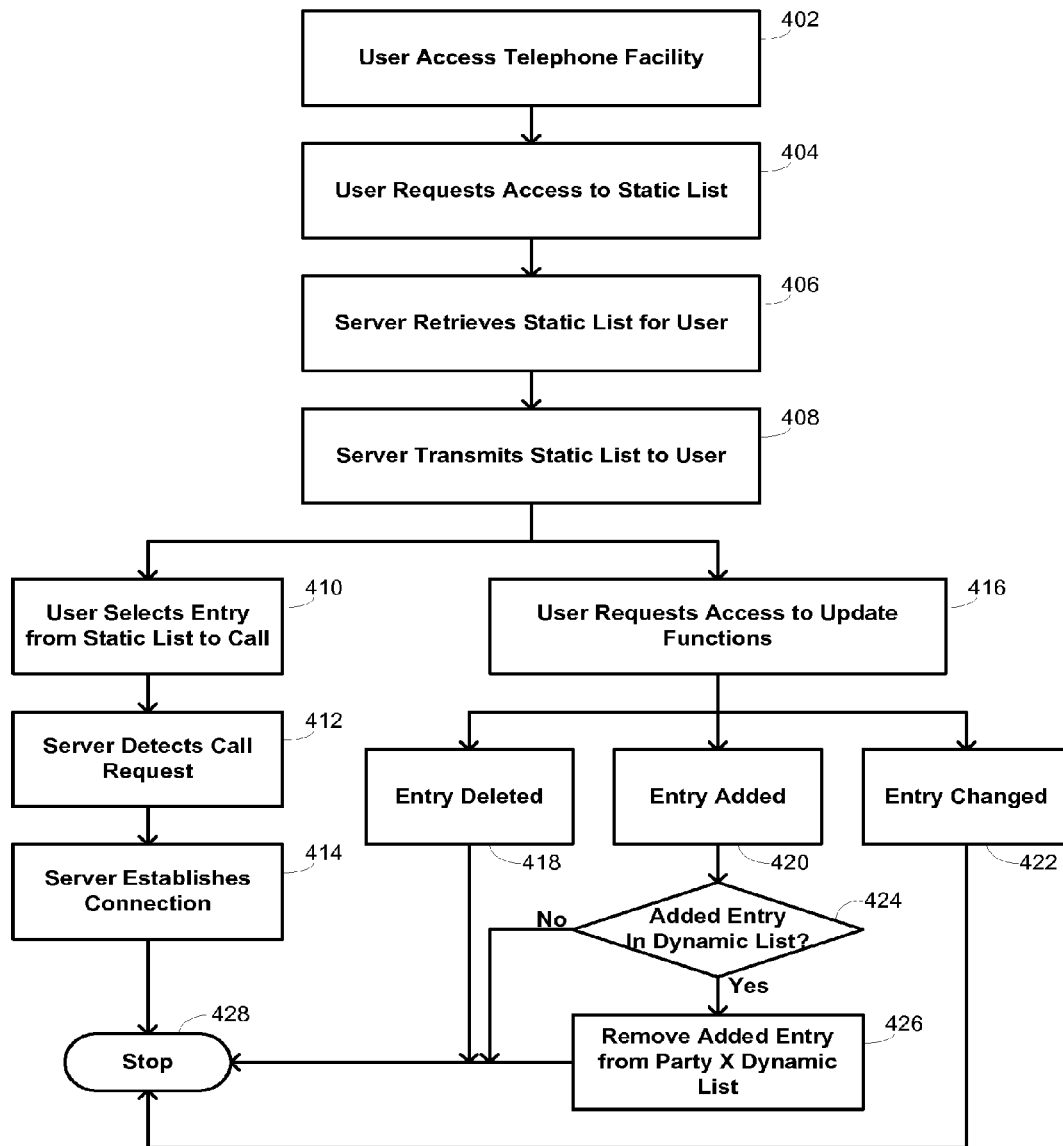 402
User Access Telephone Facility
404
User Requests Access to Static List
406
Server Retrieves Static List for User
408
Server Transmits Static List to User
410
User Selects Entry
from Static List to Call
416
User Requests Access to Update
Functions
412
Server Detects Call
Request
Entry Deleted
Entry Added
Entry Changed
418
420
422
414
Server Establishes
Connection
424
Added Entry
In Dynamic List?
No
Yes
428
Stop
426
Remove Added Entry
from Party X Dynamic
List